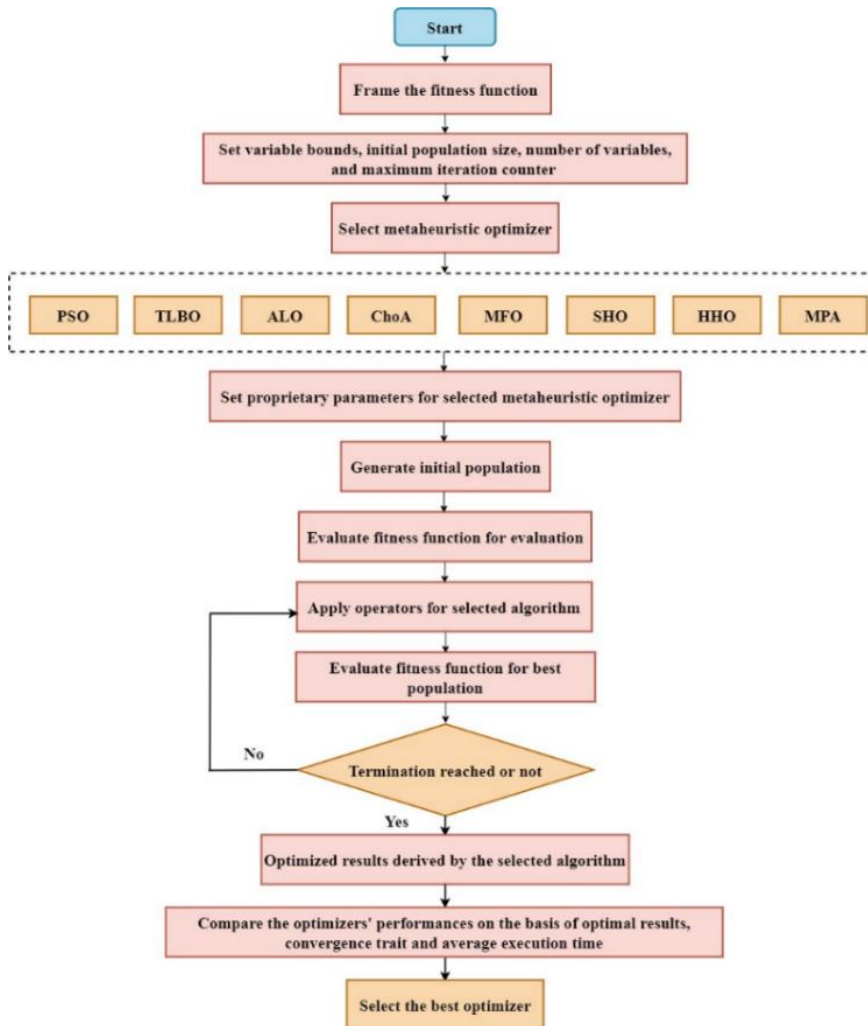 Start
Frame the fitness function
Set variable bounds, initial population size, number of variables,
and maximum iteration counter
Select metaheuristic optimizer
PSO TLBO ALO ChoA MFO SHO HHO MPA
Set proprietary parameters for selected metaheuristic optimizer
Generate initial population
Evaluate fitness function for evaluation
Apply operators for selected algorithm
Evaluate fitness function for best
population
No
Termination reached or not
Yes
Optimized results derived by the selected algorithm
Compare the optimizers' performances on the basis of optimal results,
convergence trait and average execution time
Select the best optimizer